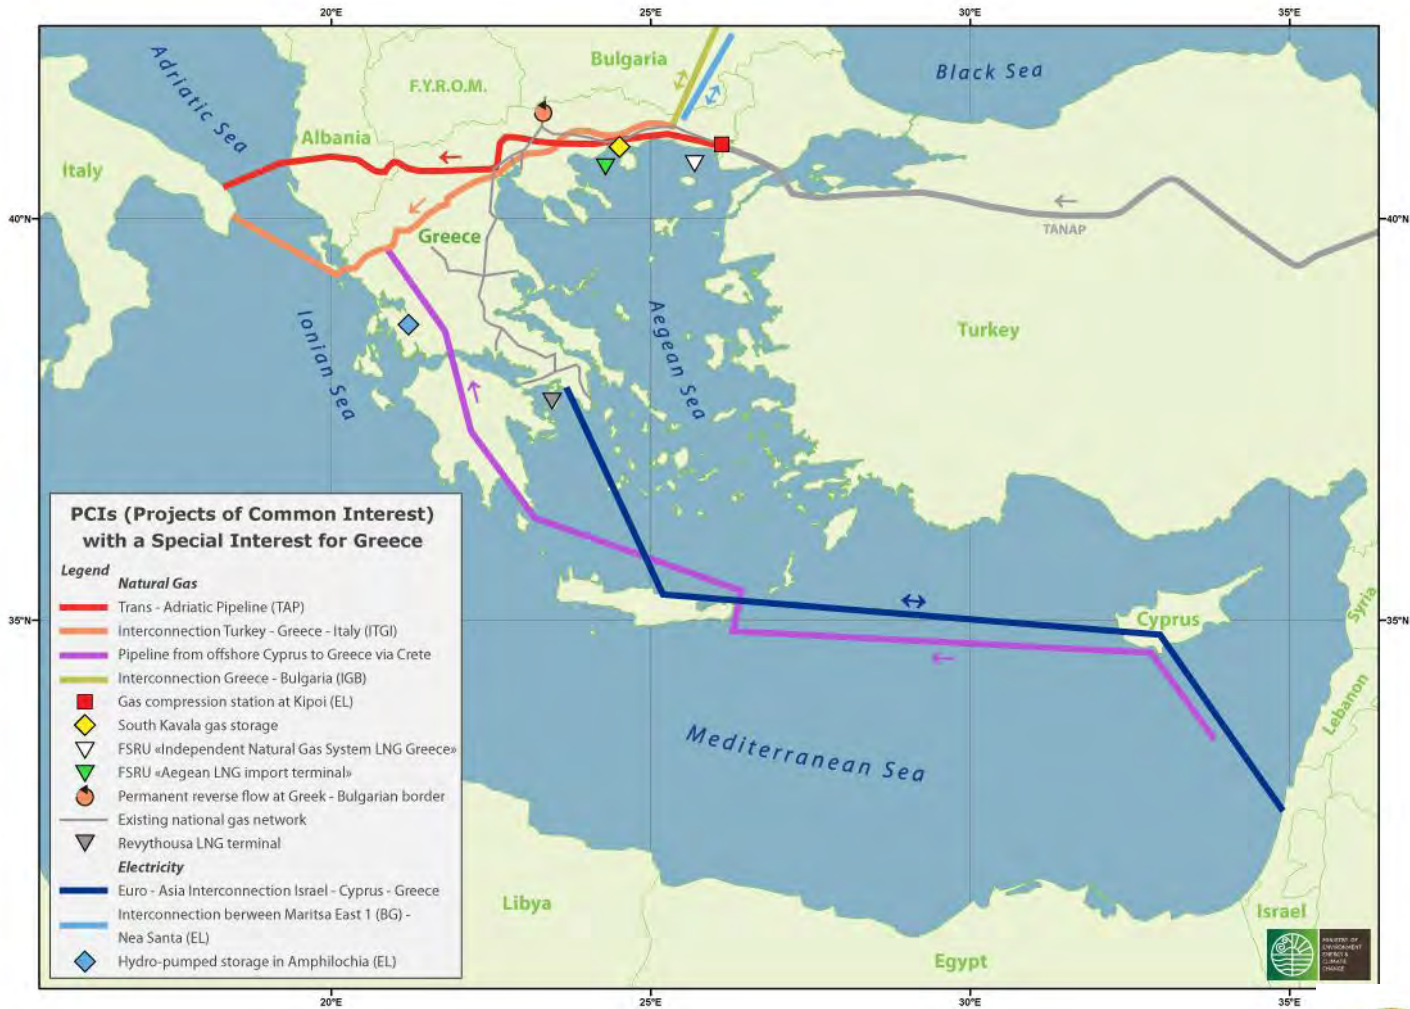 20°E
25°E
30°E
35°E
Adriatic Sea
Bulgaria
Black Sea
F.Y.R.O.M.
Albania
Italy
40°N
40°N
Greece
TANAP
Ionian Sea
Aegean Sea
Turkey
PCIs (Projects of Common Interest)
with a Special Interest for Greece
Legend
Natural Gas
Trans - Adriatic Pipeline (TAP)
Interconnection Turkey - Greece - Italy (ITGI)
Pipeline from offshore Cyprus to Greece via Crete
Interconnection Greece - Bulgaria (IGB)
Gas compression station at Kipoi (EL)
South Kavala gas storage
FSRU «Independent Natural Gas System LNG Greece»
FSRU «Aegean LNG import terminal»
Permanent reverse flow at Greek - Bulgarian border
Existing national gas network
Revythousa LNG terminal
Electricity
Euro - Asia Interconnection Israel - Cyprus - Greece
Interconnection berween Maritsa East 1 (BG) -
Nea Santa (EL)
Hydro-pumped storage in Amphilochia (EL)
35°N
35°N
Cyprus
Syria
Lebanon
Mediterranean Sea
Libya
Israel
Egypt
MINISTRY OF
ENVIRONMENT
ENERGY &
CLIMATE
CHANGE
20°E
25°E
30°E
35°E